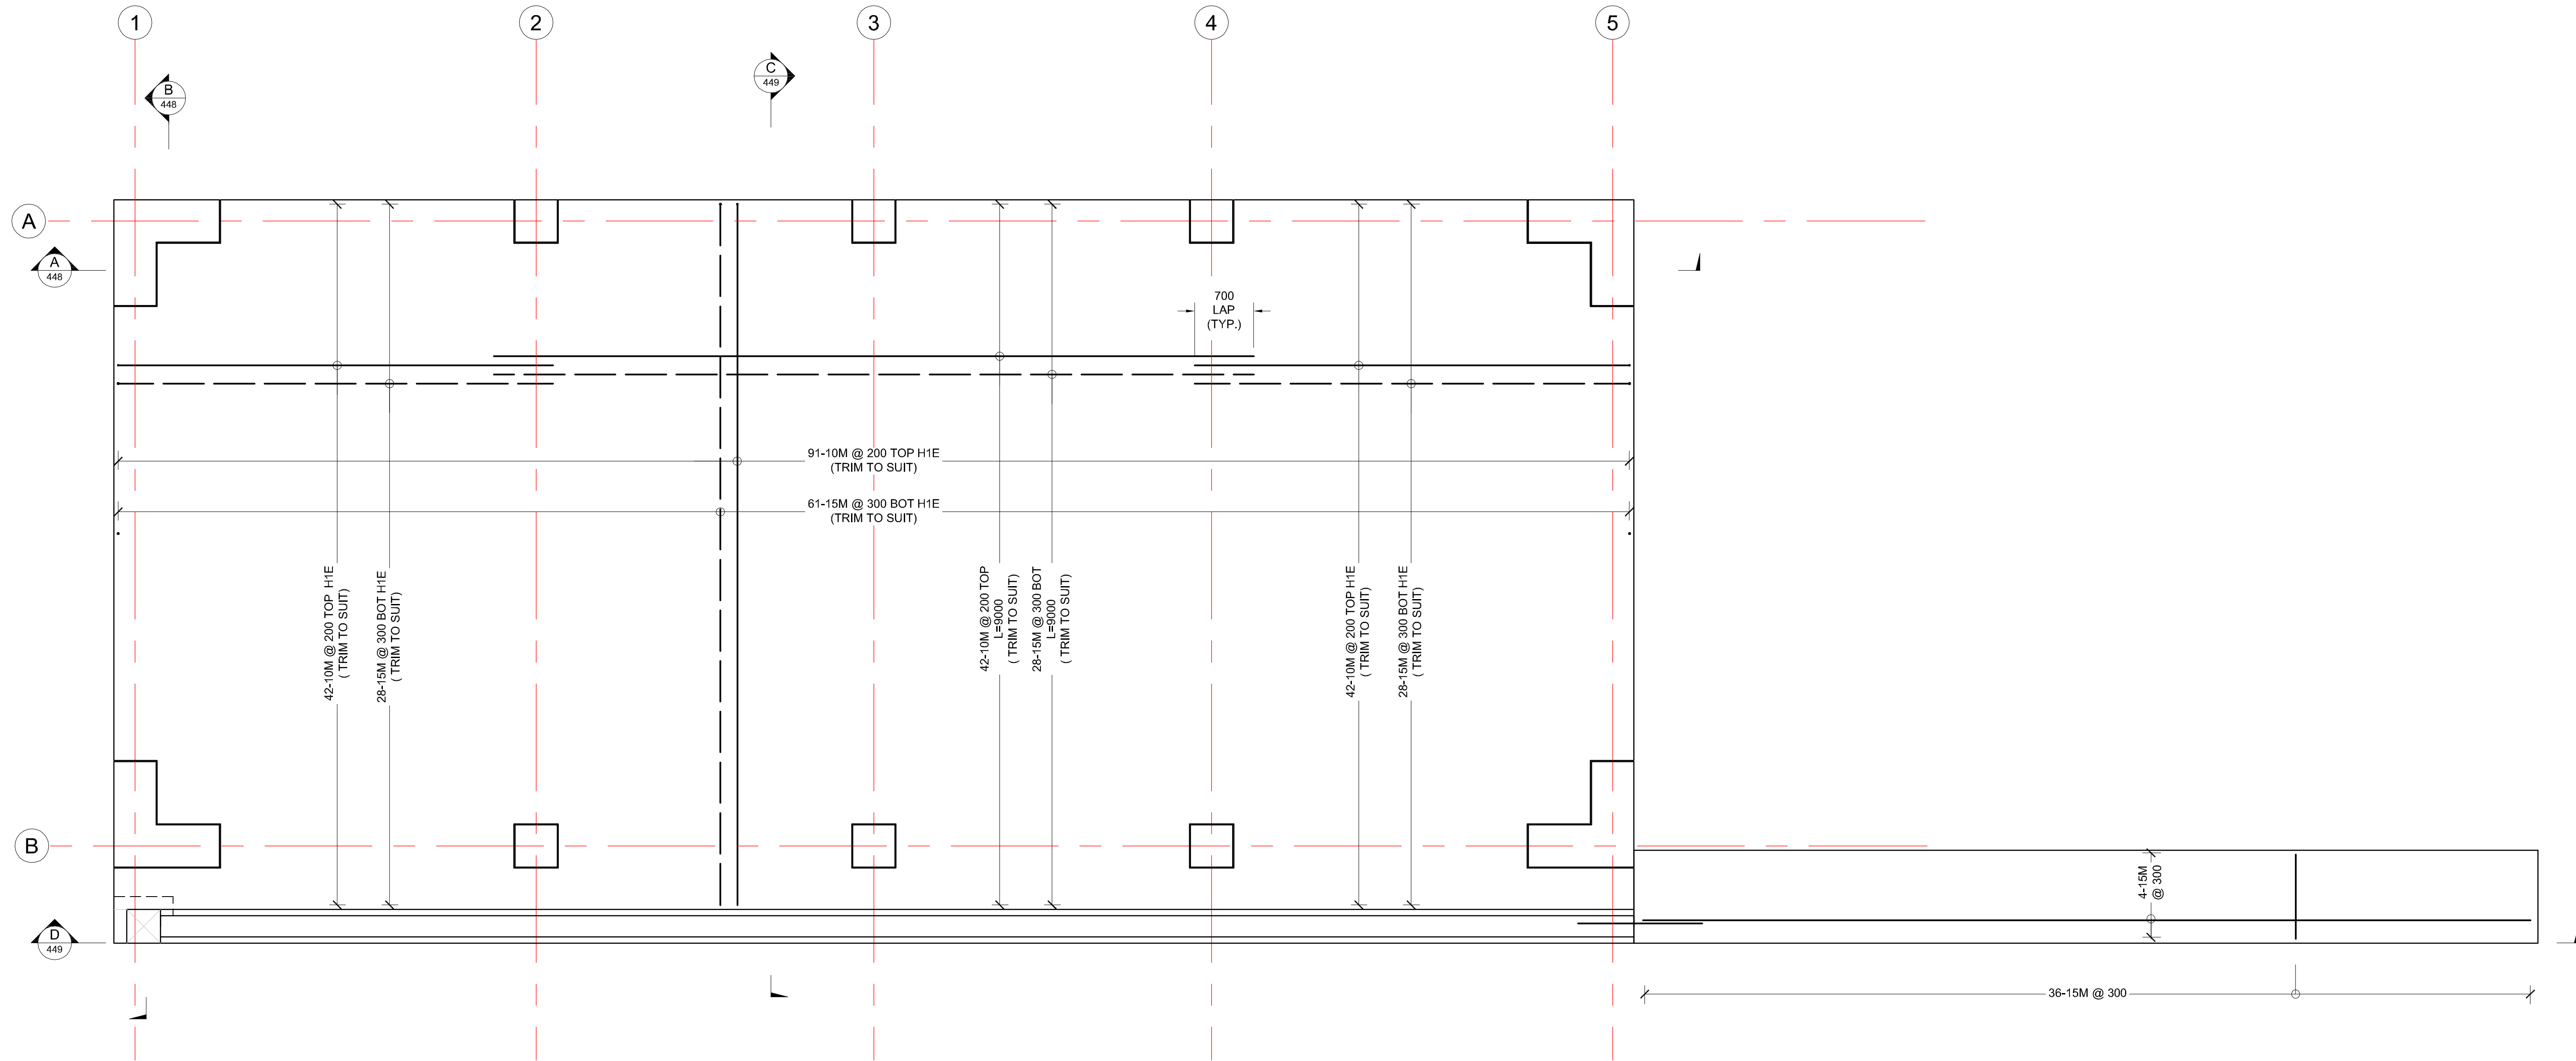 1
2
3
4
5
B
448
C
449
A
A
448
700
LAP
(TYP.)
91-10M @ 200 TOP H1E
(TRIM TO SUIT)
61-15M @ 300 BOT H1E
(TRIM TO SUIT)
42-10M @ 200 TOP H1E
( TRIM TO SUIT)
28-15M @ 300 BOT H1E
( TRIM TO SUIT)
42-10M @ 200 TOP
L=9000
( TRIM TO SUIT)
28-15M @ 300 BOT
L=9000
( TRIM TO SUIT)
42-10M @ 200 TOP H1E
( TRIM TO SUIT)
28-15M @ 300 BOT H1E
( TRIM TO SUIT)
B
4-15M
@ 300
D
449
36-15M @ 300